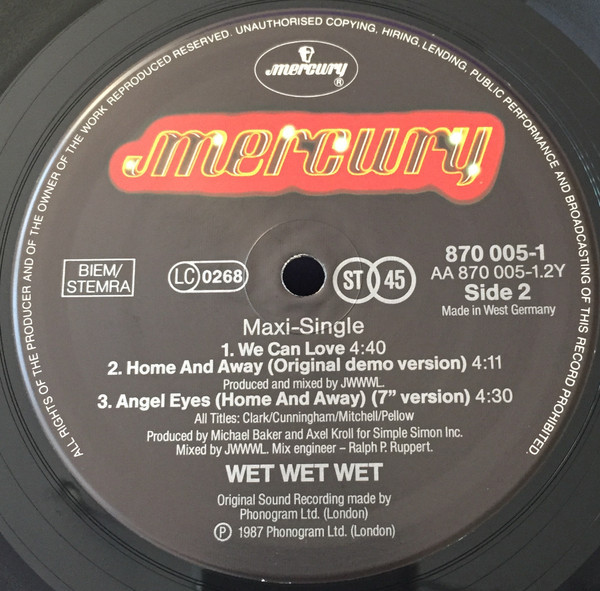 ALL RIGHTS OF THE PRODUCER AND OF THE OWNER OF THE WORK REPRODUCED RESERVED. UNAUTHORISED COPYING, HIRING, LENDING, PUBLIC PERFORMANCE AND BROADCASTING OF THIS RECORD PROHIBITED.
mercury
®
mercury
BIEM/
STEMRA
LC 0268
ST 45
870 005-1
AA 870 005-1.2Y
Side 2
Made in West Germany
Maxi-Single
1. We Can Love 4:40
2. Home And Away (Original demo version) 4:11
Produced and mixed by JWWWL.
3. Angel Eyes (Home And Away) (7” version) 4:30
All Titles: Clark/Cunningham/Mitchell/Pellow
Produced by Michael Baker and Axel Kroll for Simple Simon Inc.
Mixed by JWWWL. Mix engineer – Ralph P. Ruppert.
WET WET WET
Original Sound Recording made by
Phonogram Ltd. (London)
Ⓟ 1987 Phonogram Ltd. (London)